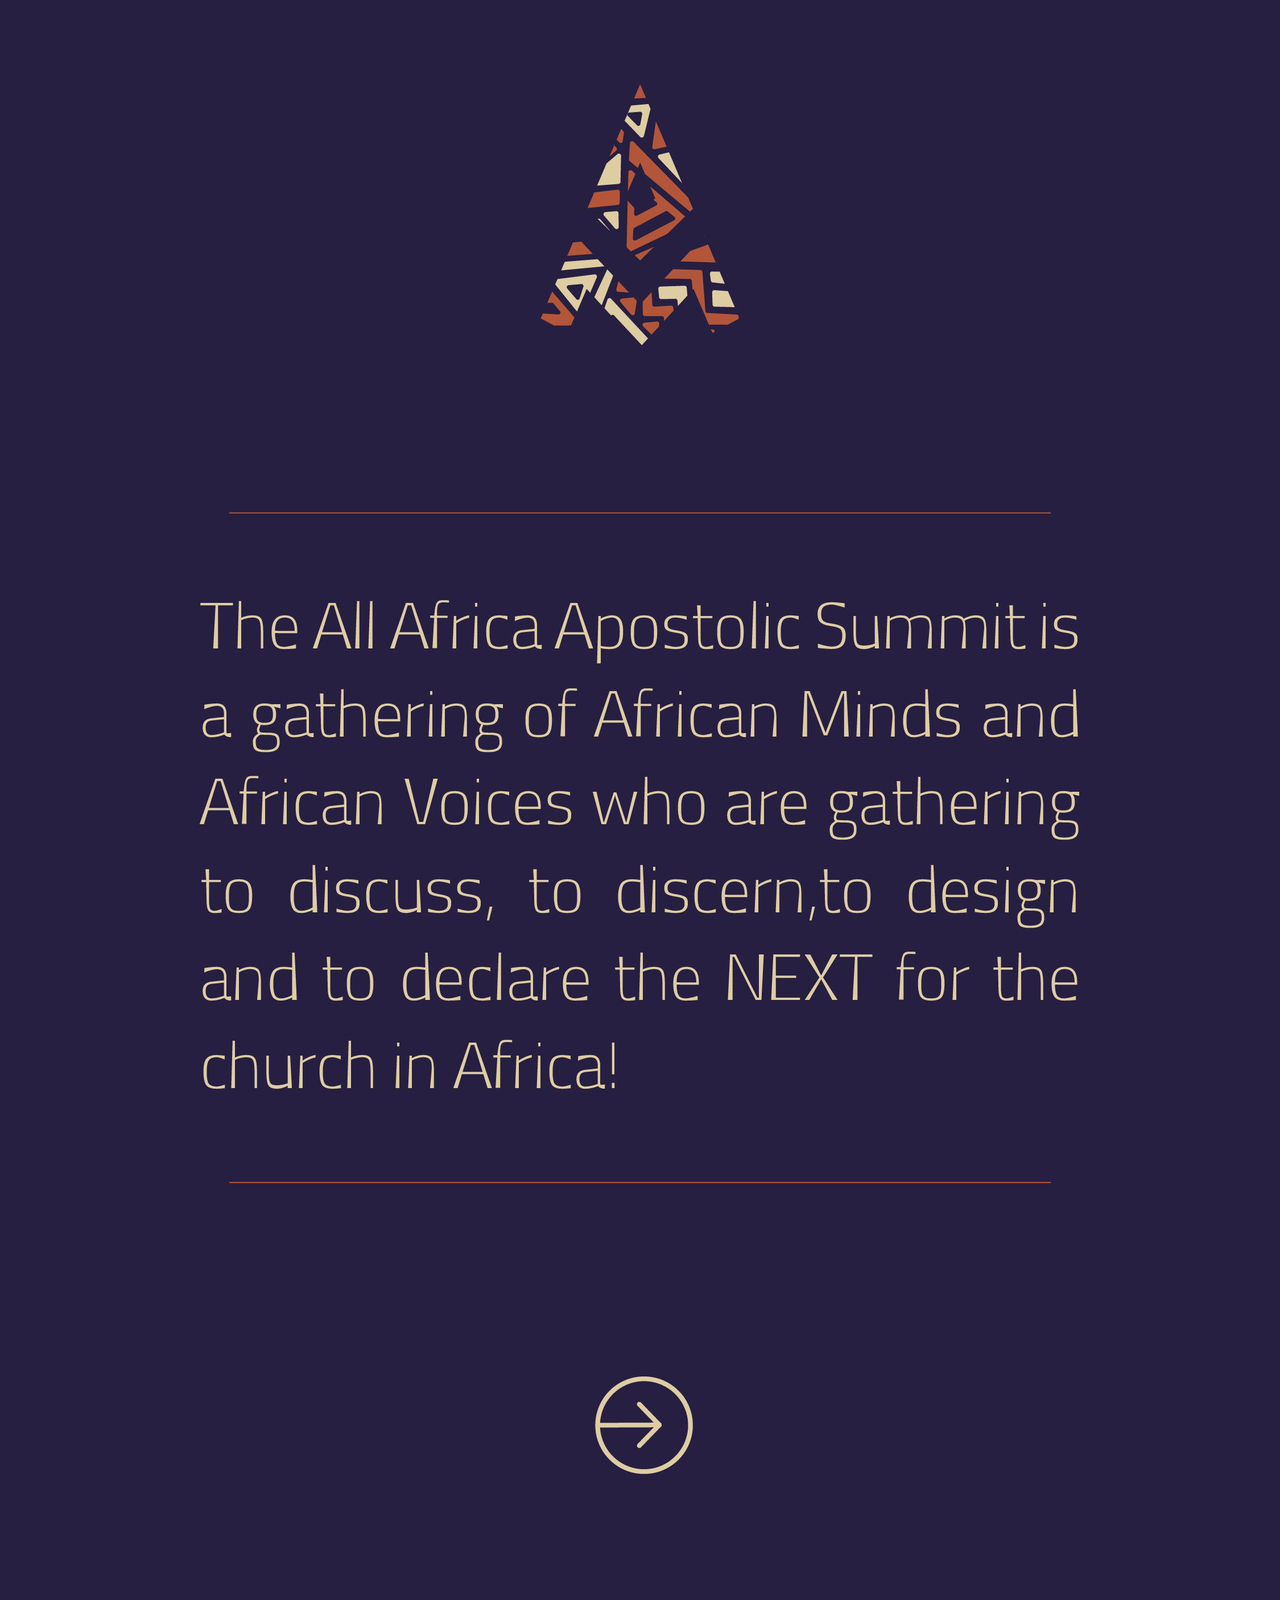 The All Africa Apostolic Summit is
a gathering of African Minds and
African Voices who are gathering
to discuss, to discern,to design
and to declare the NEXT for the
church in Africa!